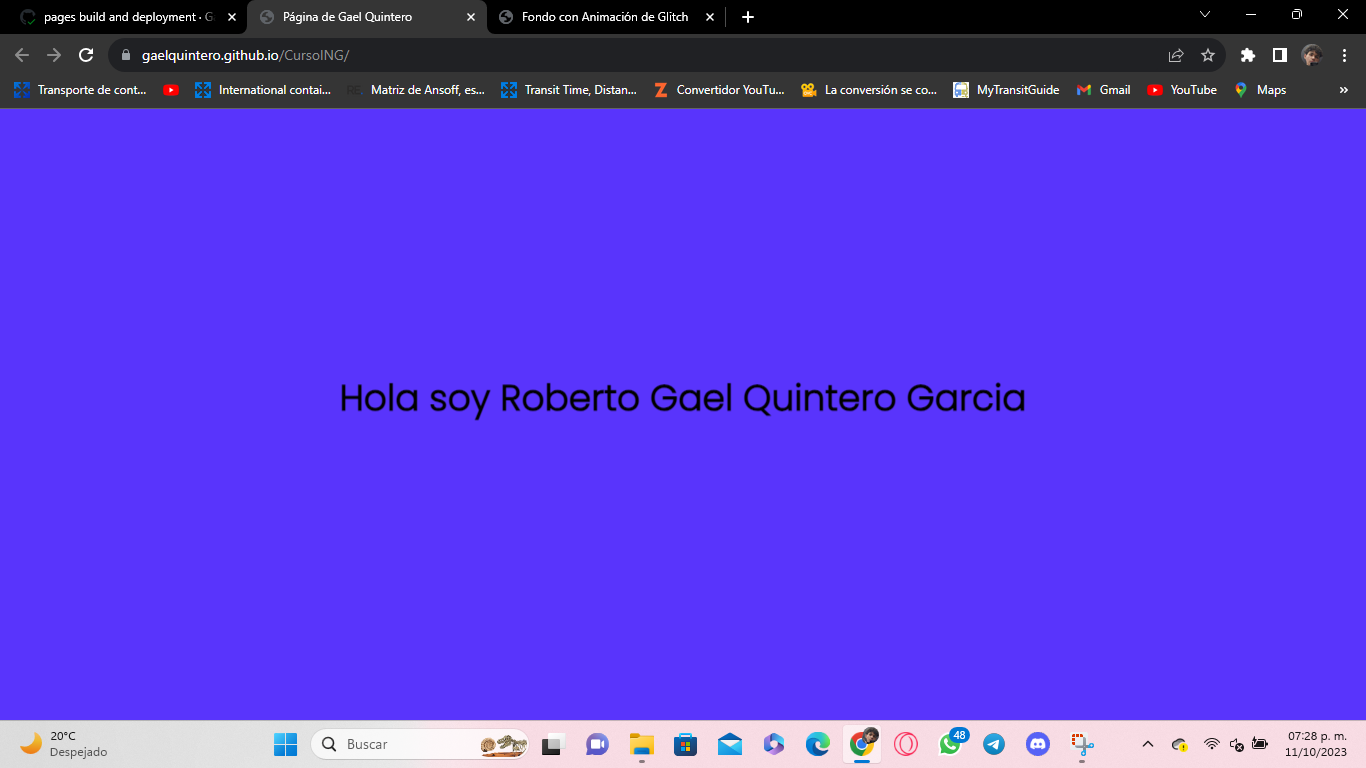 pages build and deployment · G
Página de Gael Quintero
Fondo con Animación de Glitch
gaelquintero.github.io/CursoING/
Transporte de cont...
International contai...
RE
Matriz de Ansoff, es...
Transit Time, Distan...
Convertidor YouTu...
La conversión se co...
MyTransitGuide
Gmail
YouTube
Maps
Hola soy Roberto Gael Quintero Garcia
20°C
Despejado
Buscar
48
07:28 p. m.
11/10/2023